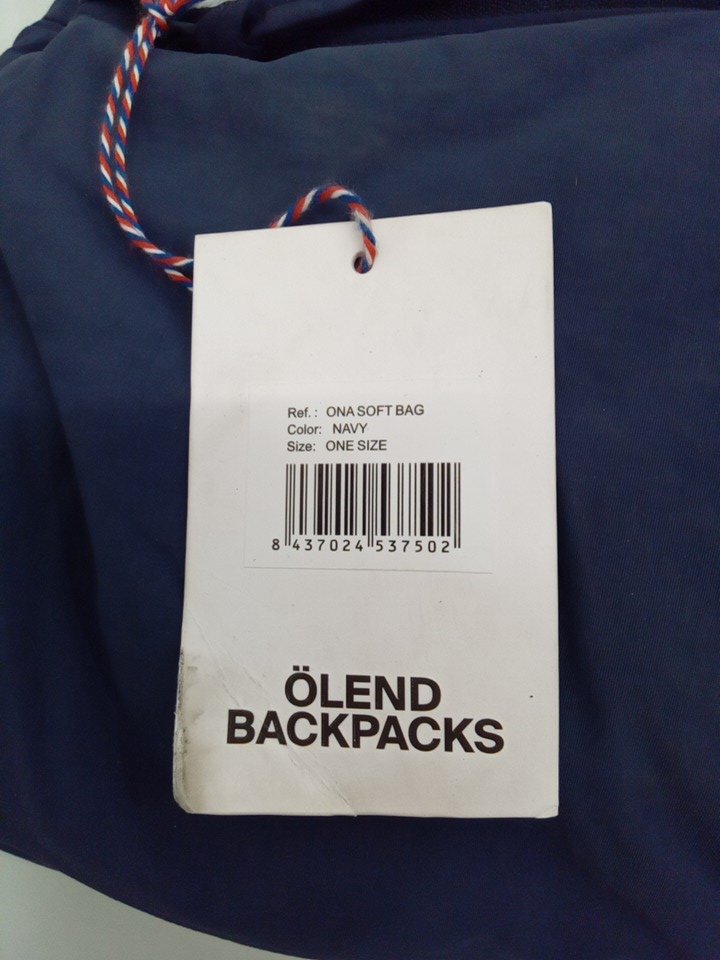 Ref. : ONA SOFT BAG
Color: NAVY
Size: ONE SIZE
8 437024 537502
ÖLEND
BACKPACKS